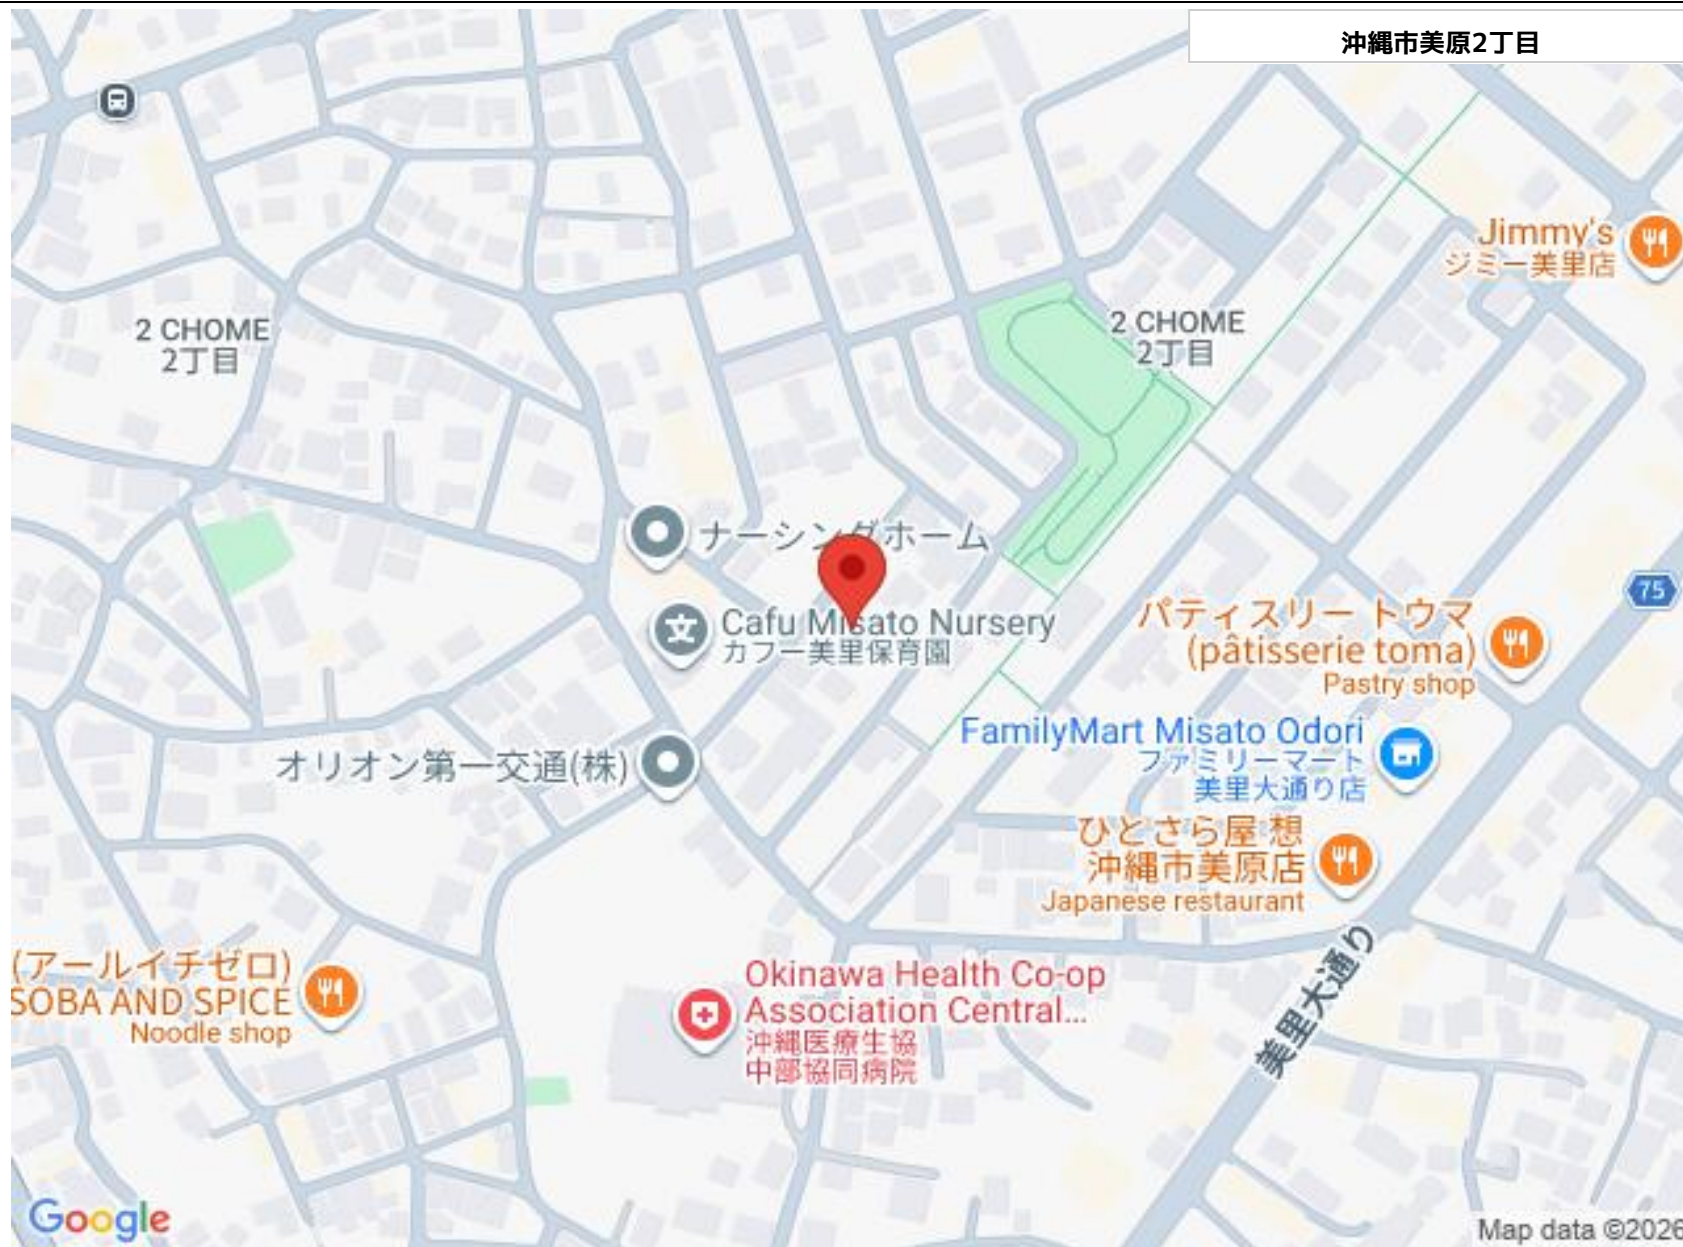 沖縄市美原2丁目
Jimmy's
ジミー美里店
2 CHOME
2丁目
2 CHOME
2丁目
ナーシングホーム
75
Cafu Misato Nursery
カフー美里保育園
パティスリー トウマ
(pâtisserie toma)
Pastry shop
FamilyMart Misato Odori
ファミリーマート
美里大通り店
オリオン第一交通(株)
ひとさら屋 想
沖縄市美原店
Japanese restaurant
美里大通り
(アールイチゼロ)
SOBA AND SPICE
Noodle shop
Okinawa Health Co-op
Association Central...
沖縄医療生協
中部協同病院
Google
Map data ©2026